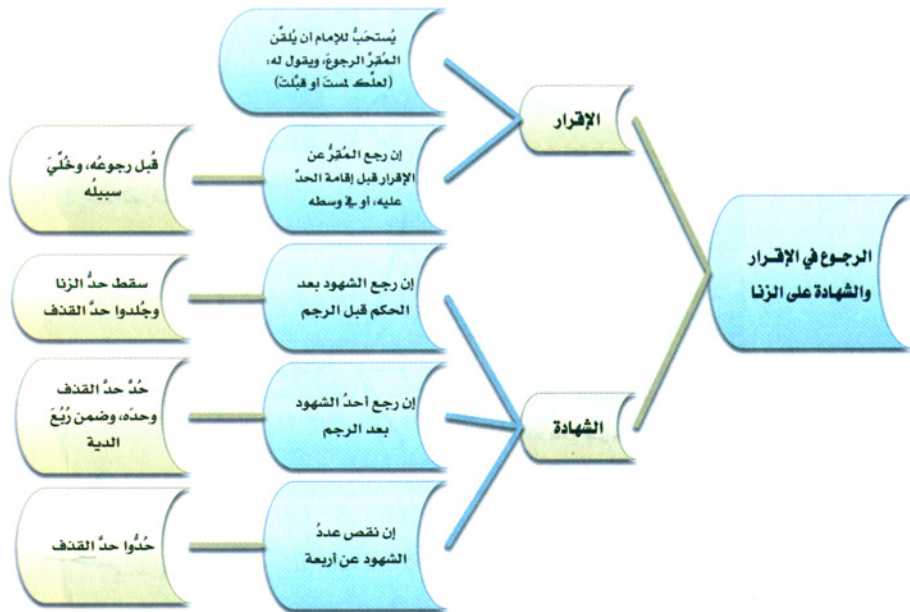 الرجوع في الإقرار
والشهادة على الزنا
الإقرار
يُستحَبُّ للإمام ان يُلقِّن
المُقِرَّ الرجوعَ، ويقول له:
(لعلَّك لمستَ أو قبَّلتَ)
إن رجع المُقِرُّ عن
الإقرار قبل إقامة الحدِّ
عليه، أو في وسطه
قُبل رجوعُه، وخُلِّيَ
سبيلُه
الشهادة
إن رجع الشهود بعد
الحكم قبل الرجم
سقط حدُّ الزنا
وجُلدوا حدَّ القذف
إن رجع أحدُ الشهود
بعد الرجم
حُدَّ حدَّ القذف
وحدَه، وضمن رُبُعَ
الدية
إن نقص عددُ
الشهود عن أربعة
حُدُّوا حدَّ القذف